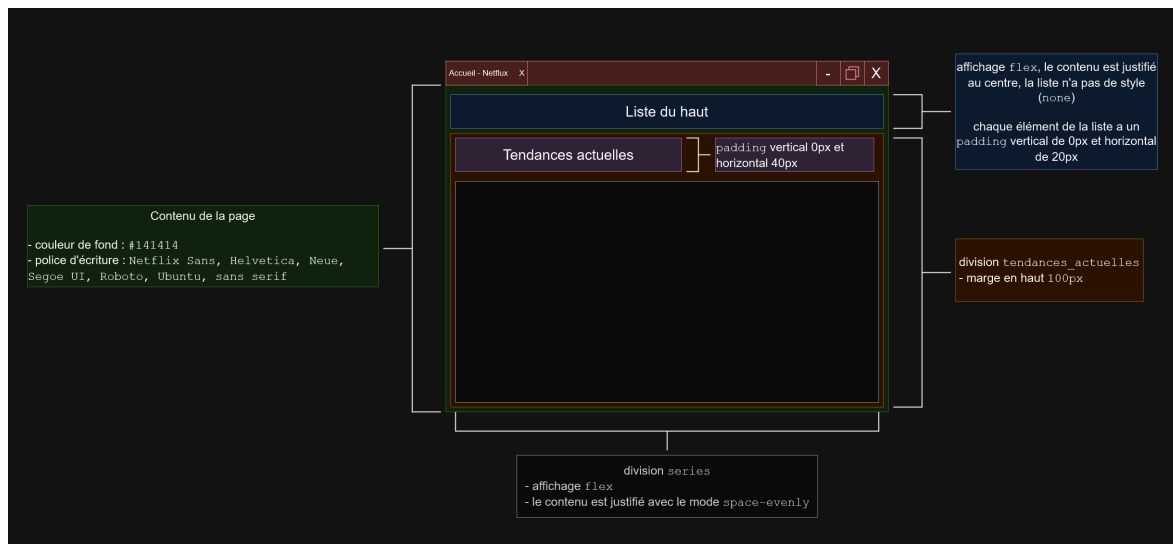 Accueil - Netflux X
- X
Liste du haut
Tendances actuelles
padding vertical 0px et
horizontal 40px
affichage flex, le contenu est justifié
au centre, la liste n'a pas de style
(none)
chaque élément de la liste a un
padding vertical de 0px et horizontal
de 20px
Contenu de la page
- couleur de fond : #141414
- police d'écriture : Netflix Sans, Helvetica, Neue,
Segoe UI, Roboto, Ubuntu, sans serif
division tendances_actuelles
- marge en haut 100px
division series
- affichage flex
- le contenu est justifié avec le mode space-evenly